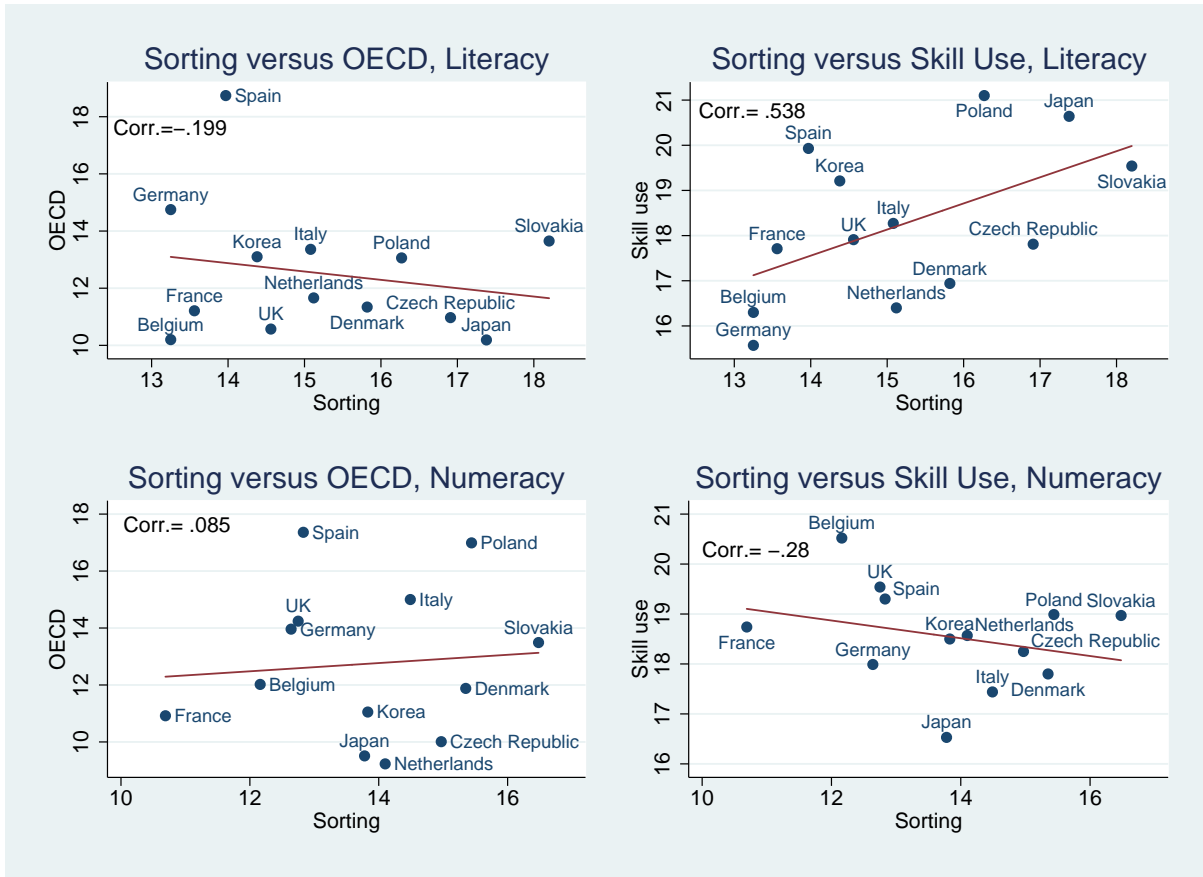 Sorting versus OECD, Literacy
Corr.=−.199
OECD
18
16
14
12
10
Spain
Germany
Slovakia
Korea
Italy
Poland
Netherlands
France
Czech Republic
Belgium
UK
Denmark
Japan
13 14 15 16 17 18
Sorting
Sorting versus Skill Use, Literacy
Corr.= .538
Skill use
21
20
19
18
17
16
Poland
Japan
Spain
Korea
Slovakia
Italy
UK
Czech Republic
France
Denmark
Netherlands
Belgium
Germany
13 14 15 16 17 18
Sorting
Sorting versus OECD, Numeracy
Corr.= .085
OECD
18
16
14
12
10
Spain
Poland
Italy
UK
Germany
Slovakia
Belgium
Denmark
France
Korea
Japan
Czech Republic
Netherlands
10 12 14 16
Sorting
Sorting versus Skill Use, Numeracy
Corr.= −.28
Skill use
21
20
19
18
17
16
Belgium
UK
Spain
Poland
Slovakia
Korea
Netherlands
France
Czech Republic
Germany
Italy
Denmark
Japan
10 12 14 16
Sorting